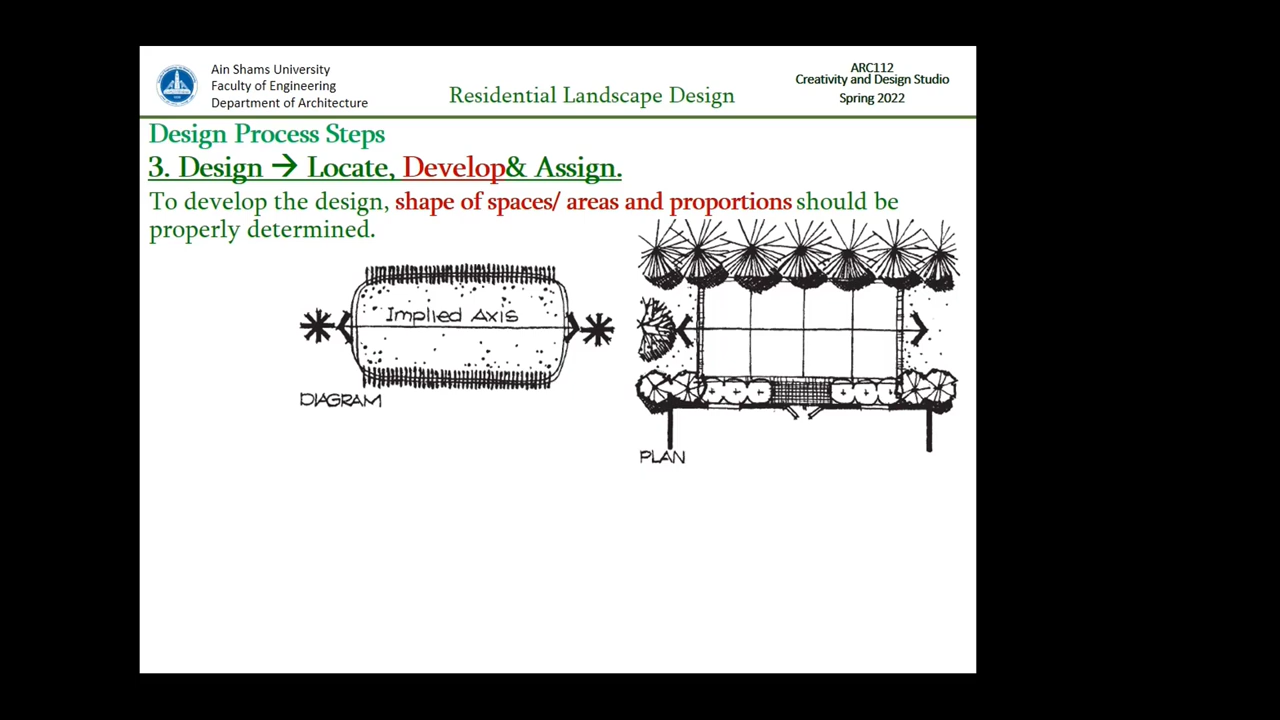 Ain Shams University
Faculty of Engineering
Department of Architecture
Residential Landscape Design
ARC112
Creativity and Design Studio
Spring 2022
Design Process Steps
3. Design → Locate, Develop& Assign.
To develop the design, shape of spaces/ areas and proportions should be
properly determined.
Implied Axis
DIAGRAM
PLAN